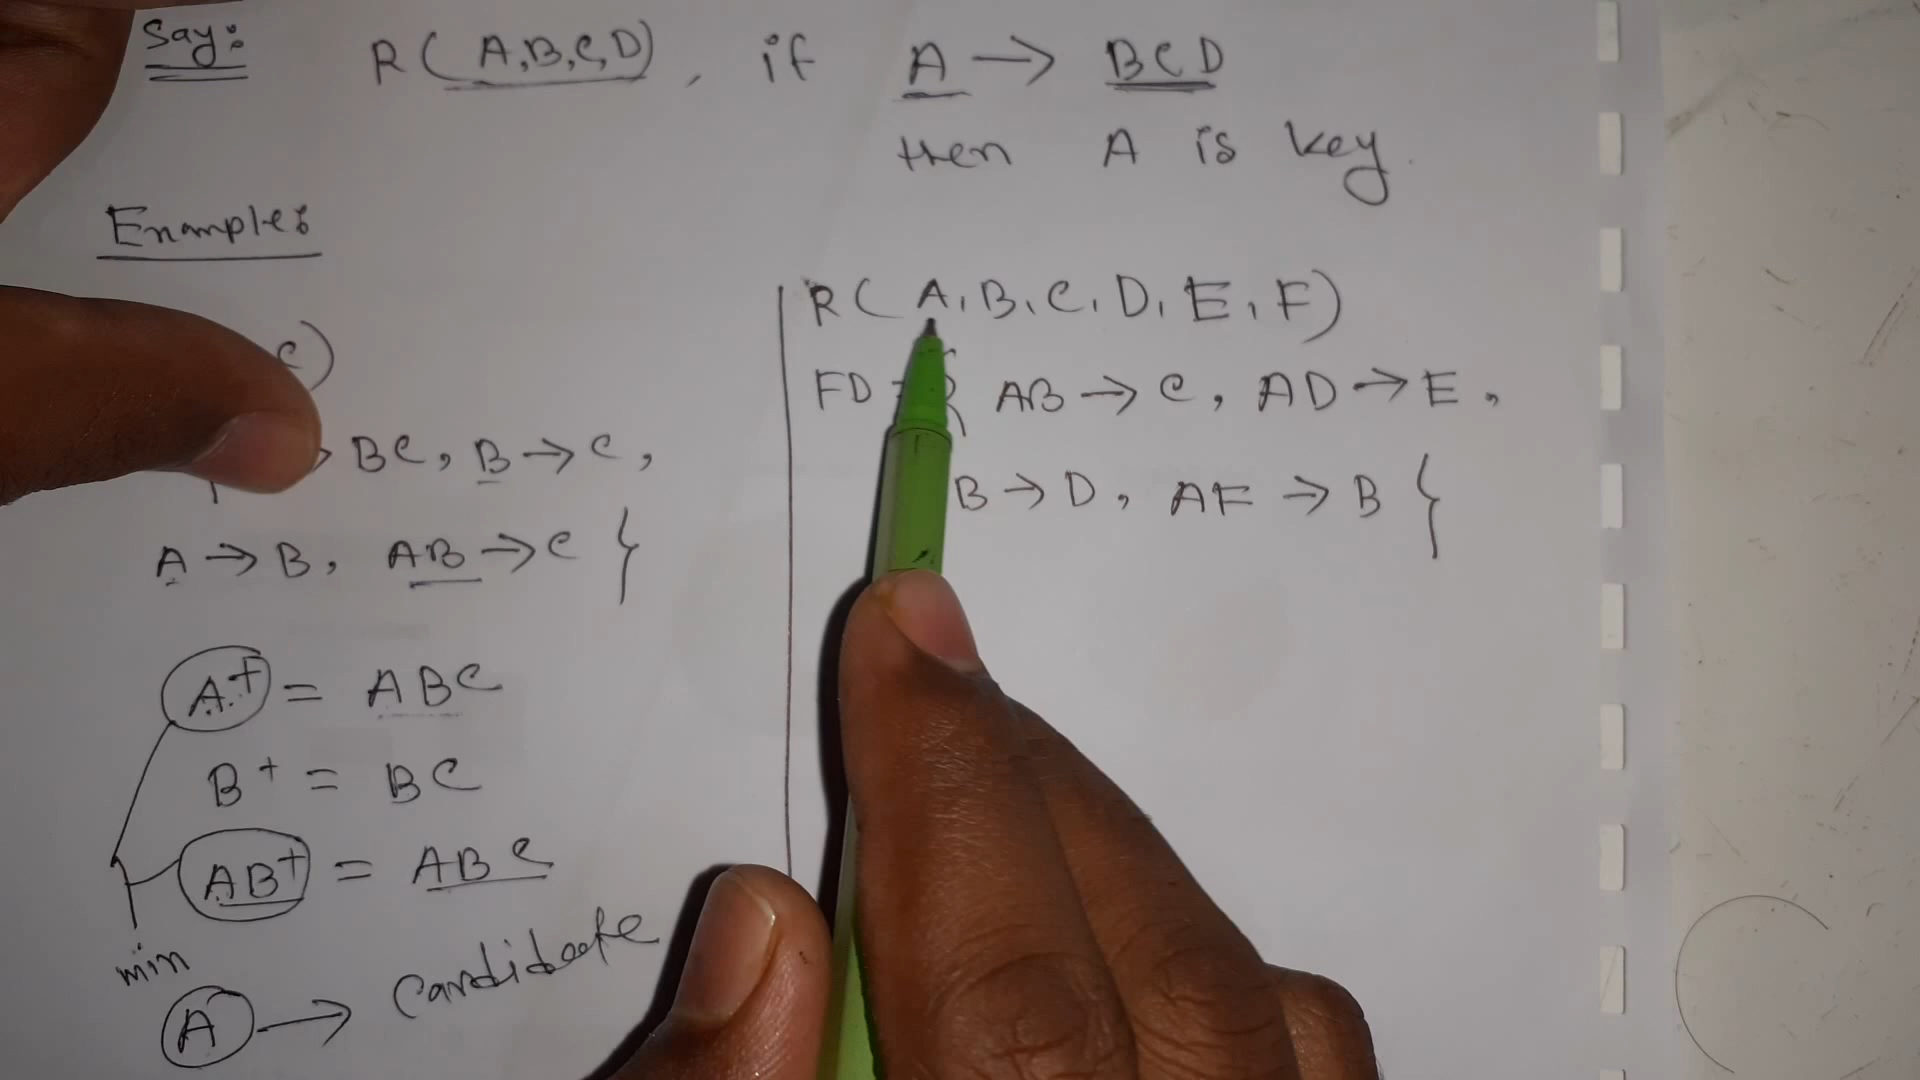 Say: R(A,B,C,D), if A → BCD
then A is key.
Example:
C)
→ BC, B → C,
A → B, AB → C }
A+ = ABC
B+ = BC
AB+ = ABC
min
A → Candidate
R(A, B, C, D, E, F)
FD = { AB → C, AD → E,
B → D, AF → B }